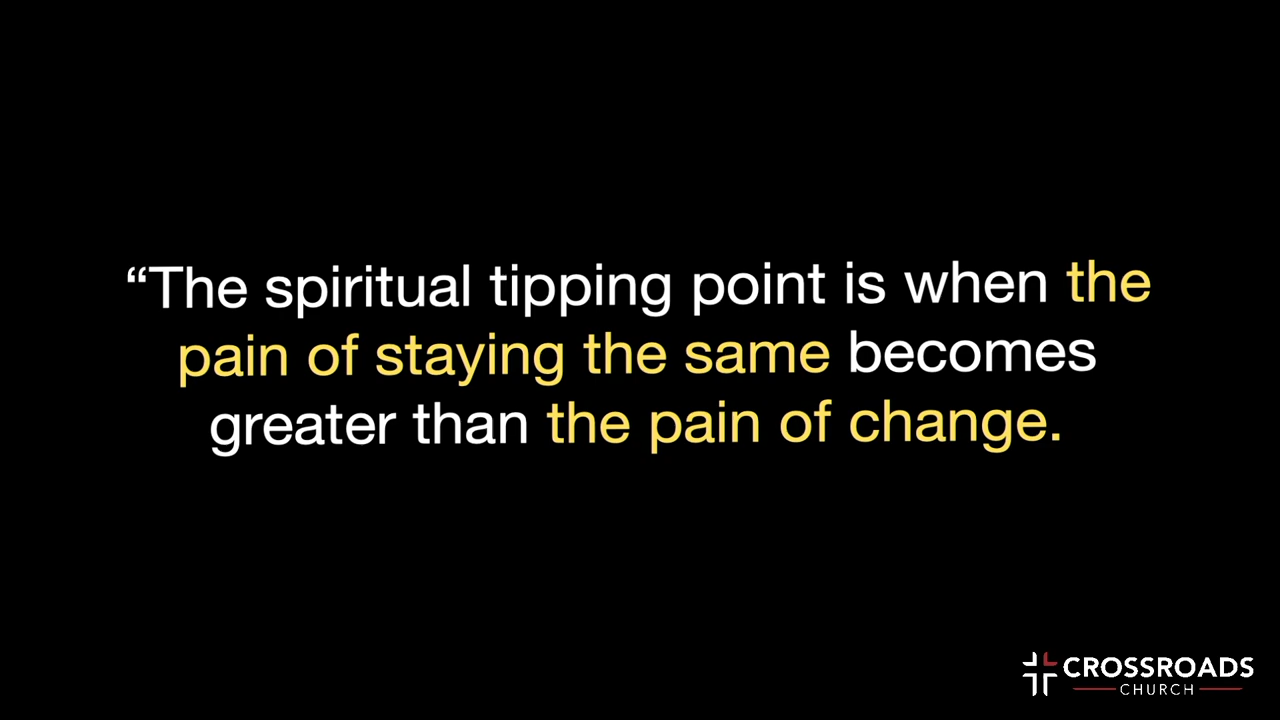 “The spiritual tipping point is when the
pain of staying the same becomes
greater than the pain of change.
CROSSROADS
CHURCH